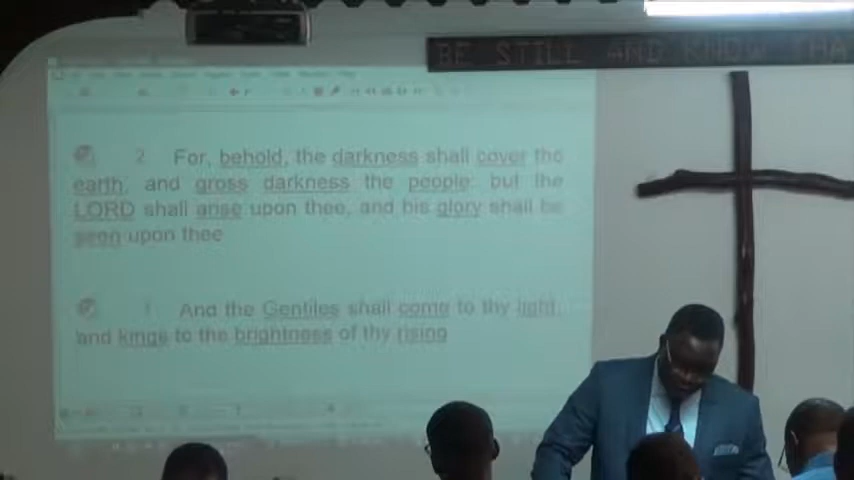 BE STILL AND KNOW THA
2 For, behold, the darkness shall cover the
earth, and gross darkness the people: but the
LORD shall arise upon thee, and his glory shall be
seen upon thee
And the Gentiles shall come to thy light,
and kings to the brightness of thy rising